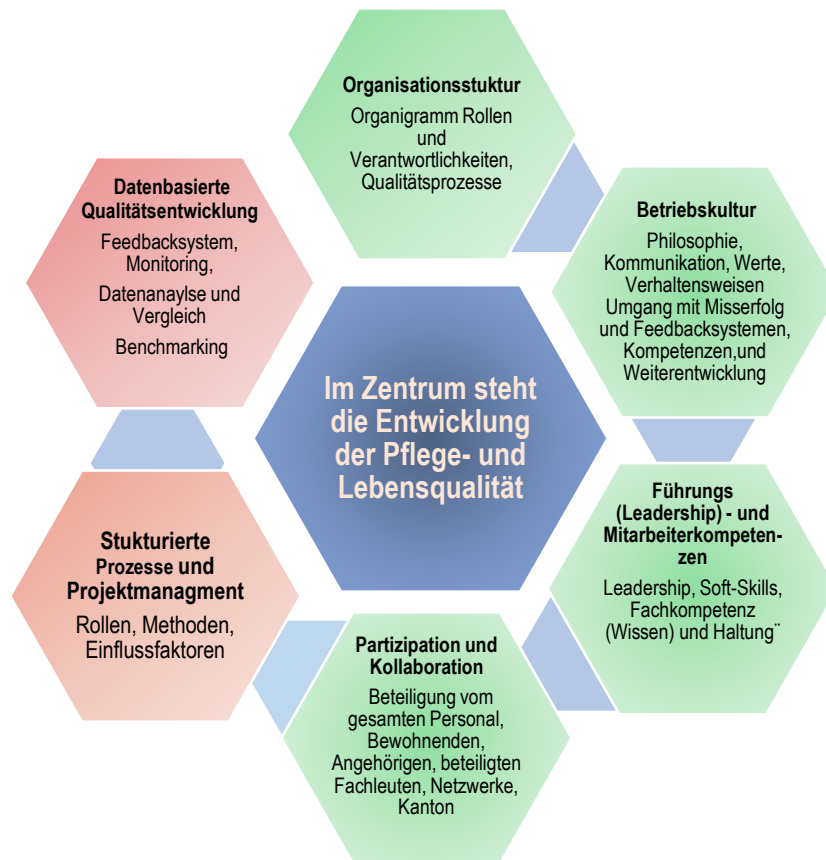 Organisationsstuktur
Organigramm Rollen
und
Verantwortlichkeiten,
Qualitätsprozesse
Betriebskultur
Philosophie,
Kommunikation, Werte,
Verhaltensweisen
Umgang mit Misserfolg
und Feedbacksystemen,
Kompetenzen,und
Weiterentwicklung
Führungs
(Leadership) - und
Mitarbeiterkompeten-
zen
Leadership, Soft-Skills,
Fachkompetenz
(Wissen) und Haltung¨
Partizipation und
Kollaboration
Beteiligung vom
gesamten Personal,
Bewohnenden,
Angehörigen, beteiligten
Fachleuten, Netzwerke,
Kanton
Stukturierte
Prozesse und
Projektmanagment
Rollen, Methoden,
Einflussfaktoren
Datenbasierte
Qualitätsentwicklung
Feedbacksystem,
Monitoring,
Datenanaylse und
Vergleich
Benchmarking
Im Zentrum steht
die Entwicklung
der Pflege- und
Lebensqualität